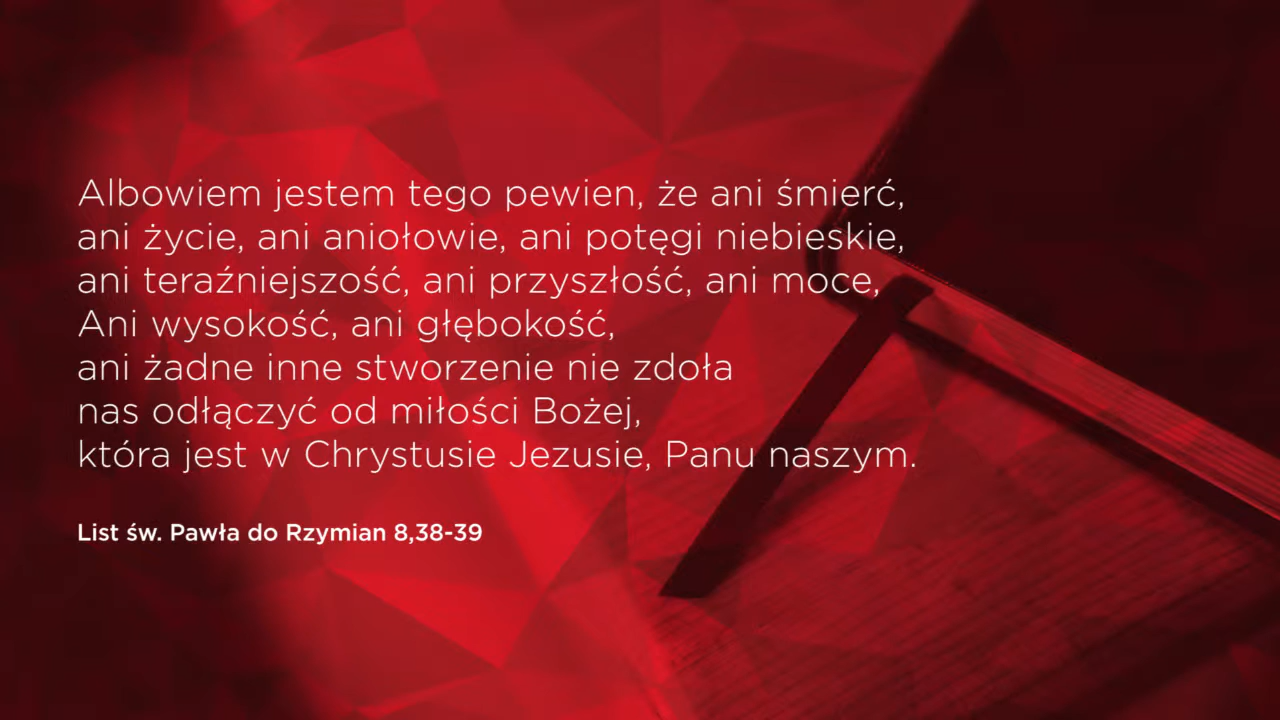 Albowiem jestem tego pewien, że ani śmierć,
ani życie, ani aniołowie, ani potęgi niebieskie,
ani teraźniejszość, ani przyszłość, ani moce,
Ani wysokość, ani głębokość,
ani żadne inne stworzenie nie zdoła
nas odłączyć od miłości Bożej,
która jest w Chrystusie Jezusie, Panu naszym.
List św. Pawła do Rzymian 8,38-39